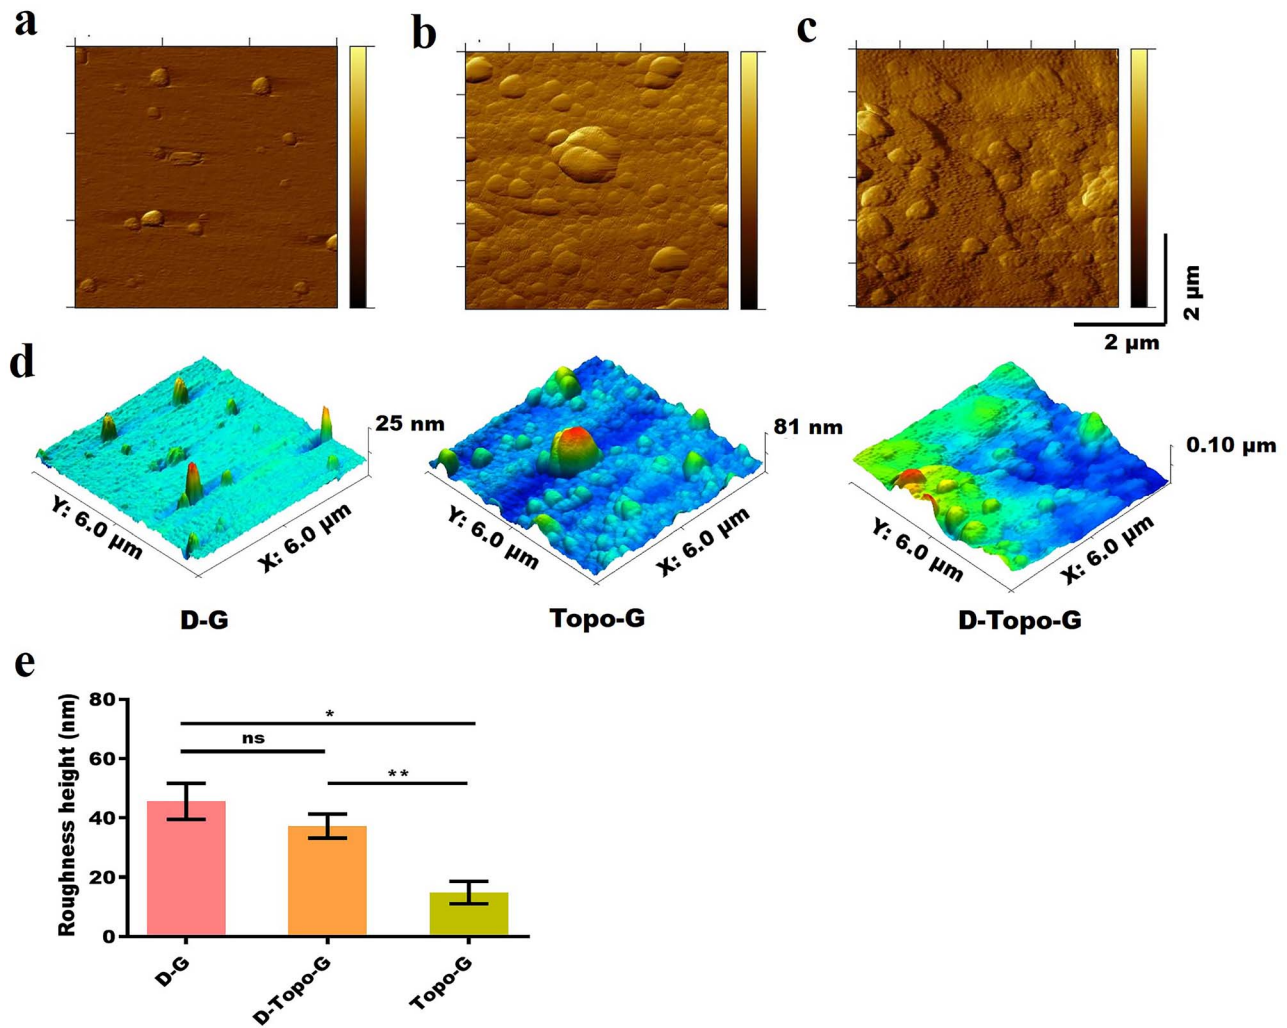 a
b
c
2 µm
2 µm
d
25 nm
81 nm
0.10 µm
Y: 6.0 µm
X: 6.0 µm
Y: 6.0 µm
X: 6.0 µm
Y: 6.0 µm
X: 6.0 µm
D-G
Topo-G
D-Topo-G
e
Roughness height (nm)
80
60
40
20
0
*
ns
**
D-G
D-Topo-G
Topo-G